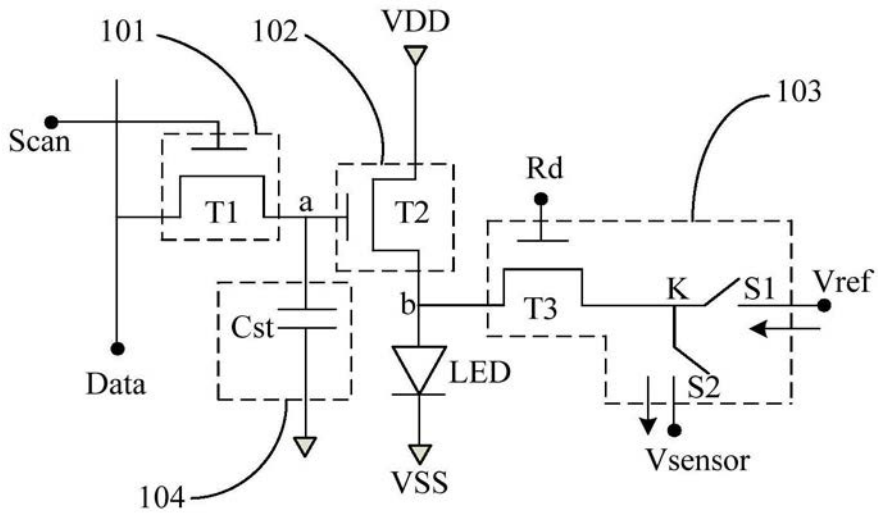 101
102
VDD
103
Scan
Rd
T1
a
T2
K
S1
Vref
b
T3
Cst
LED
S2
Data
Vsensor
VSS
104